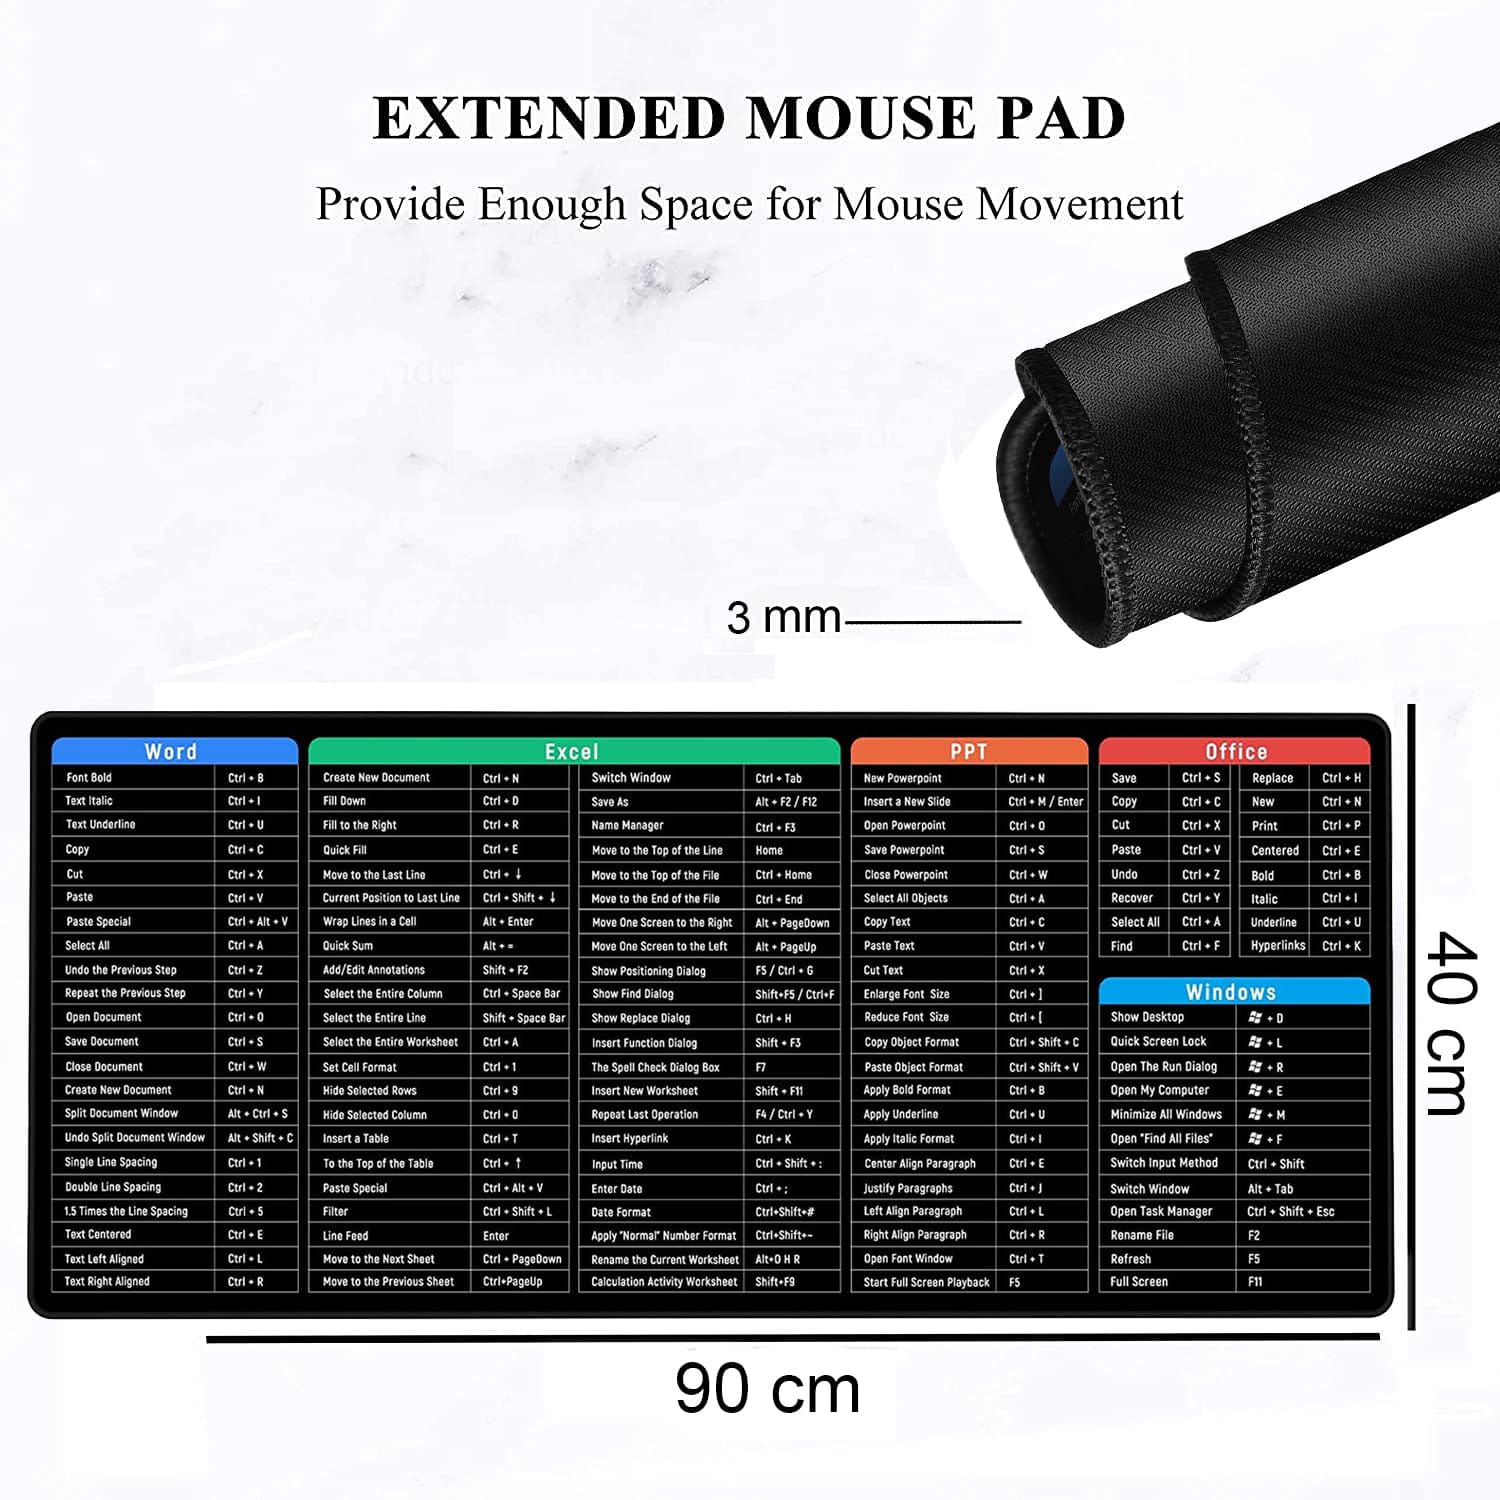 EXTENDED MOUSE PAD
Provide Enough Space for Mouse Movement
3 mm
Word
Font Bold Ctrl + B
Text Italic Ctrl + I
Text Underline Ctrl + U
Copy Ctrl + C
Cut Ctrl + X
Paste Ctrl + V
Paste Special Ctrl + Alt + V
Select All Ctrl + A
Undo the Previous Step Ctrl + Z
Repeat the Previous Step Ctrl + Y
Open Document Ctrl + O
Save Document Ctrl + S
Close Document Ctrl + W
Create New Document Ctrl + N
Split Document Window Alt + Ctrl + S
Undo Split Document Window Alt + Shift + C
Single Line Spacing Ctrl + 1
Double Line Spacing Ctrl + 2
1.5 Times the Line Spacing Ctrl + 5
Text Centered Ctrl + E
Text Left Aligned Ctrl + L
Text Right Aligned Ctrl + R
Excel
Create New Document Ctrl + N
Fill Down Ctrl + D
Fill to the Right Ctrl + R
Quick Fill Ctrl + E
Move to the Last Line Ctrl + ↓
Current Position to Last Line Ctrl + Shift + ↓
Wrap Lines in a Cell Alt + Enter
Quick Sum Alt + =
Add/Edit Annotations Shift + F2
Select the Entire Column Ctrl + Space Bar
Select the Entire Line Shift + Space Bar
Select the Entire Worksheet Ctrl + A
Set Cell Format Ctrl + 1
Hide Selected Rows Ctrl + 9
Hide Selected Column Ctrl + 0
Insert a Table Ctrl + T
To the Top of the Table Ctrl + ↑
Paste Special Ctrl + Alt + V
Filter Ctrl + Shift + L
Line Feed Enter
Move to the Next Sheet Ctrl + PageDown
Move to the Previous Sheet Ctrl+PageUp
Switch Window Ctrl + Tab
Save As Alt + F2 / F12
Name Manager Ctrl + F3
Move to the Top of the Line Home
Move to the Top of the File Ctrl + Home
Move to the End of the File Ctrl + End
Move One Screen to the Right Alt + PageDown
Move One Screen to the Left Alt + PageUp
Show Positioning Dialog F5 / Ctrl + G
Show Find Dialog Shift+F5 / Ctrl+F
Show Replace Dialog Ctrl + H
Insert Function Dialog Shift + F3
The Spell Check Dialog Box F7
Insert New Worksheet Shift + F11
Repeat Last Operation F4 / Ctrl + Y
Insert Hyperlink Ctrl + K
Input Time Ctrl + Shift + :
Enter Date Ctrl + ;
Date Format Ctrl+Shift+#
Apply "Normal" Number Format Ctrl+Shift+~
Rename the Current Worksheet Alt+O H R
Calculation Activity Worksheet Shift+F9
PPT
New Powerpoint Ctrl + N
Insert a New Slide Ctrl + M / Enter
Open Powerpoint Ctrl + O
Save Powerpoint Ctrl + S
Close Powerpoint Ctrl + W
Select All Objects Ctrl + A
Copy Text Ctrl + C
Paste Text Ctrl + V
Cut Text Ctrl + X
Enlarge Font Size Ctrl + ]
Reduce Font Size Ctrl + [
Copy Object Format Ctrl + Shift + C
Paste Object Format Ctrl + Shift + V
Apply Bold Format Ctrl + B
Apply Underline Ctrl + U
Apply Italic Format Ctrl + I
Center Align Paragraph Ctrl + E
Justify Paragraphs Ctrl + J
Left Align Paragraph Ctrl + L
Right Align Paragraph Ctrl + R
Open Font Window Ctrl + T
Start Full Screen Playback F5
Office
Save Ctrl + S Replace Ctrl + H
Copy Ctrl + C New Ctrl + N
Cut Ctrl + X Print Ctrl + P
Paste Ctrl + V Centered Ctrl + E
Undo Ctrl + Z Bold Ctrl + B
Recover Ctrl + Y Italic Ctrl + I
Select All Ctrl + A Underline Ctrl + U
Find Ctrl + F Hyperlinks Ctrl + K
Windows
Show Desktop + D
Quick Screen Lock + L
Open The Run Dialog + R
Open My Computer + E
Minimize All Windows + M
Open "Find All Files" + F
Switch Input Method Ctrl + Shift
Switch Window Alt + Tab
Open Task Manager Ctrl + Shift + Esc
Rename File F2
Refresh F5
Full Screen F11
40 cm
90 cm